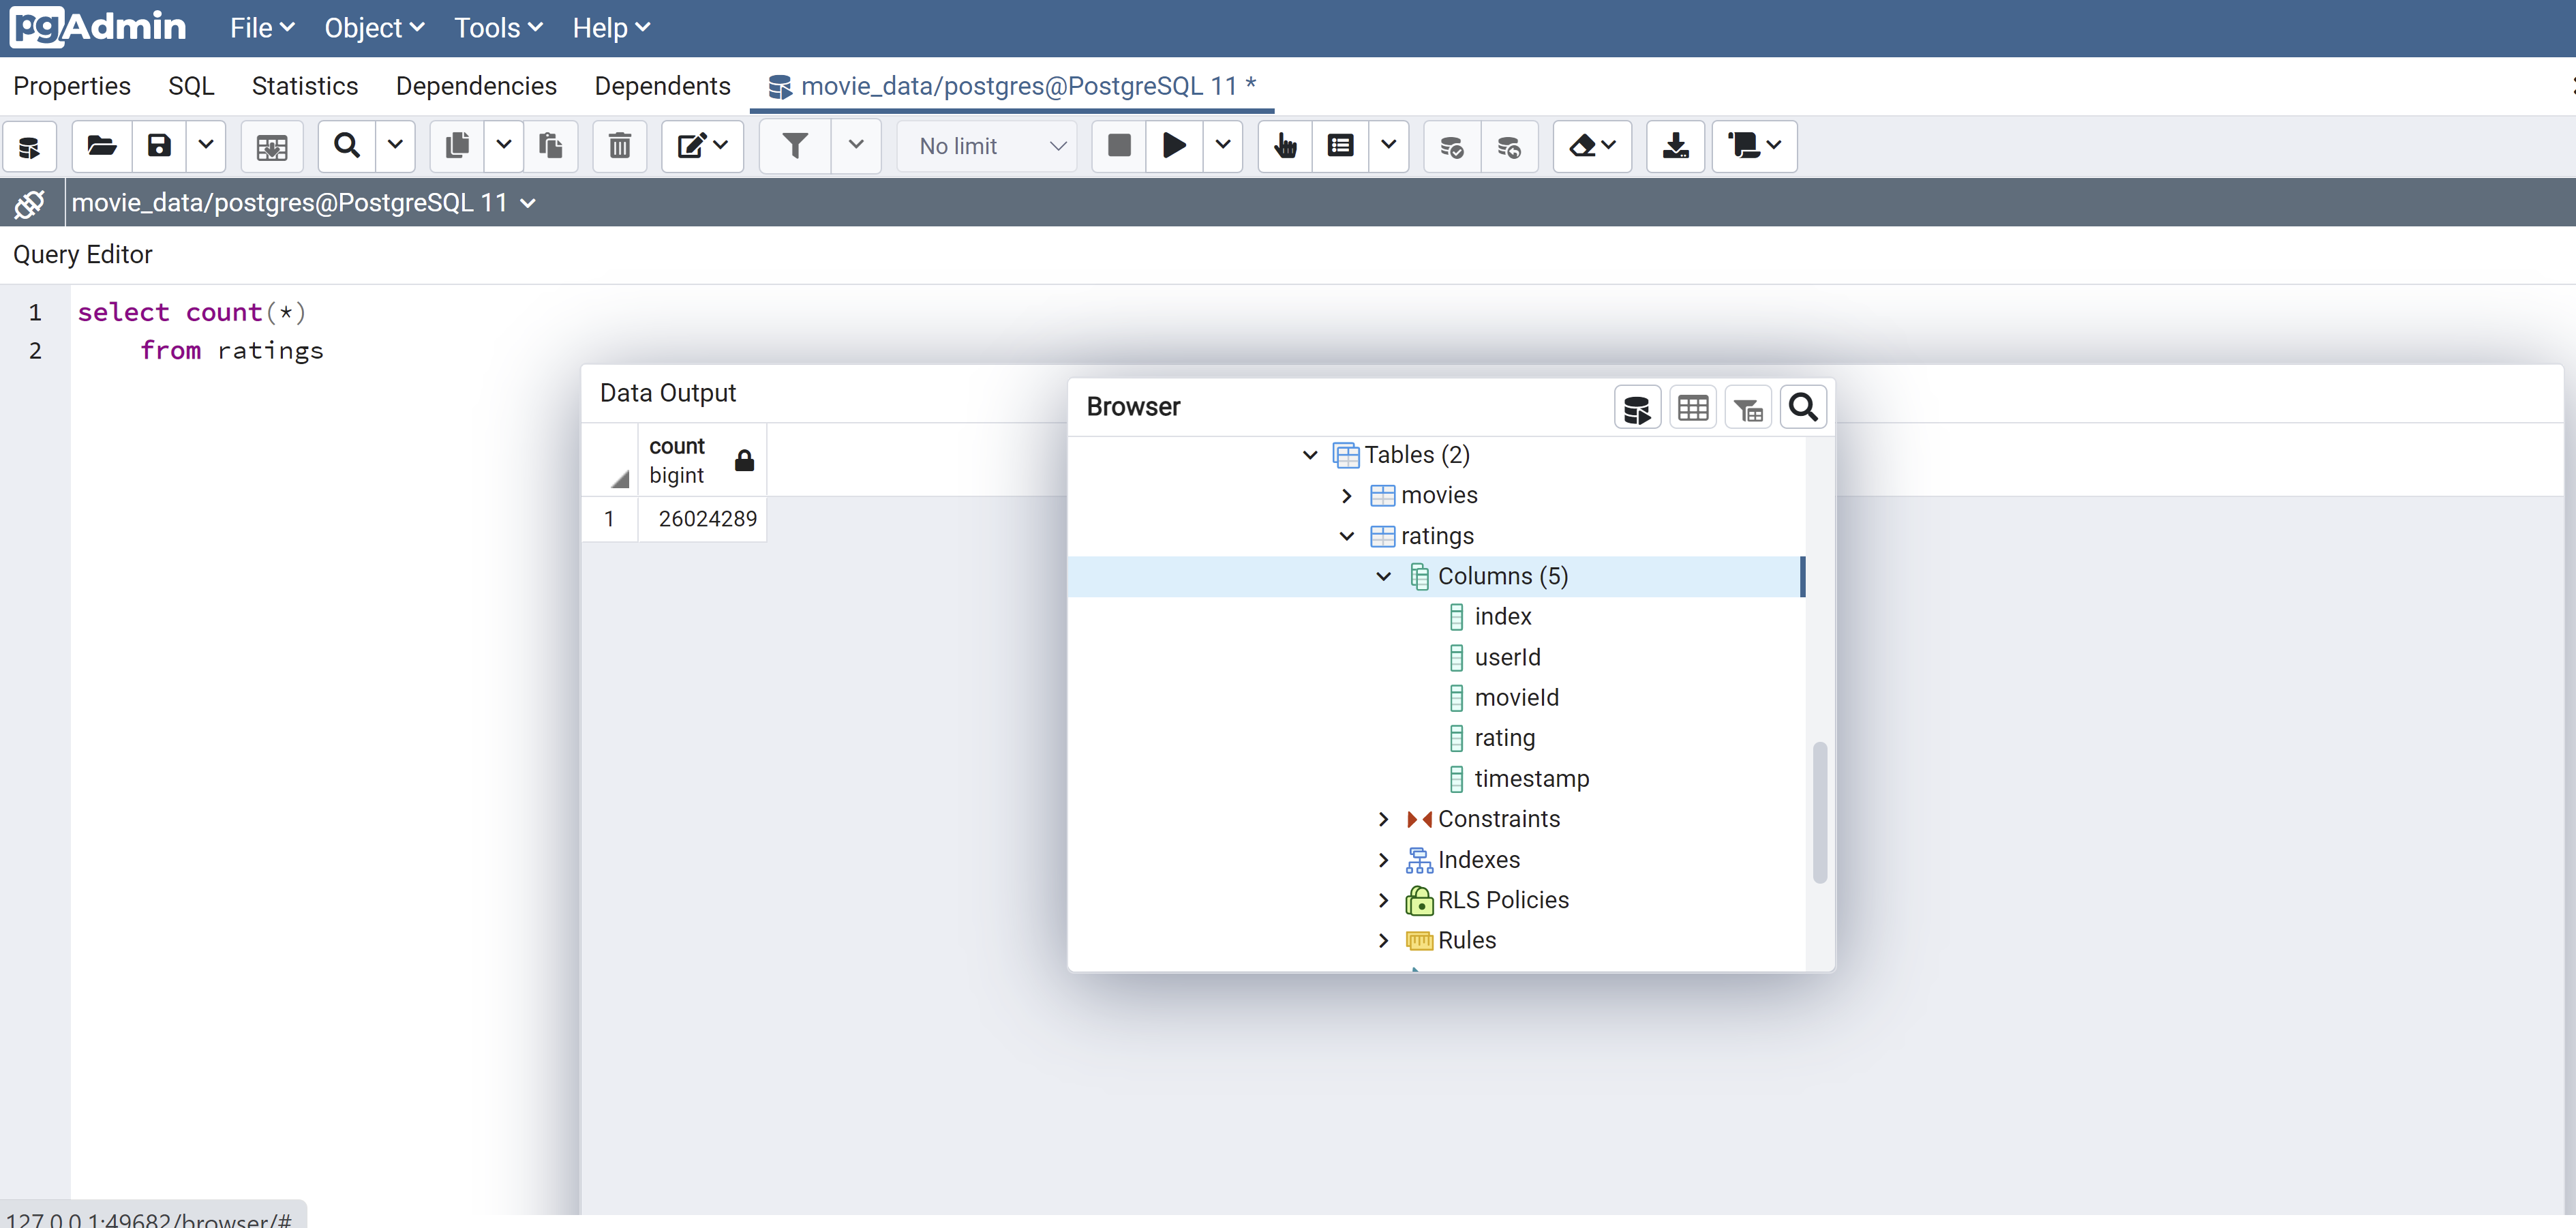 pgAdmin File Object Tools Help
Properties SQL Statistics Dependencies Dependents movie_data/postgres@PostgreSQL 11 *
No limit
movie_data/postgres@PostgreSQL 11
Query Editor
1 select count(*)
2 from ratings
Data Output
count
bigint
1 26024289
Browser
Tables (2)
movies
ratings
Columns (5)
index
userId
movieId
rating
timestamp
Constraints
Indexes
RLS Policies
Rules
127.0.0.1:49682/browser/#